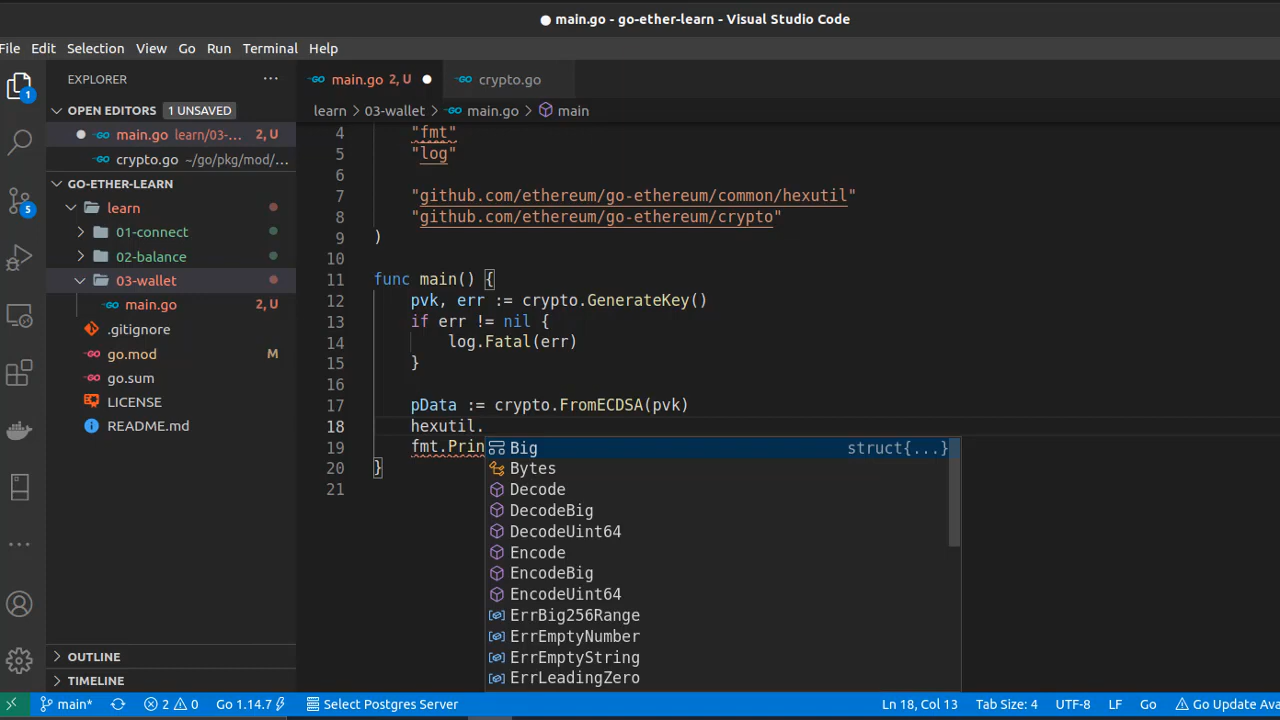 main.go - go-ether-learn - Visual Studio Code
File Edit Selection View Go Run Terminal Help
EXPLORER
main.go 2, U
crypto.go
OPEN EDITORS 1 UNSAVED
learn > 03-wallet > main.go > main
main.go learn/03-... 2, U
crypto.go ~/go/pkg/mod/...
GO-ETHER-LEARN
learn
01-connect
02-balance
03-wallet
main.go 2, U
.gitignore
go.mod M
go.sum
LICENSE
README.md
OUTLINE
TIMELINE
1
5
4 "fmt"
5 "log"
6
7 "github.com/ethereum/go-ethereum/common/hexutil"
8 "github.com/ethereum/go-ethereum/crypto"
9 )
10
11 func main() {
12 pvk, err := crypto.GenerateKey()
13 if err != nil {
14 log.Fatal(err)
15 }
16
17 pData := crypto.FromECDSA(pvk)
18 hexutil.
19 fmt.Prin
20 }
21
Big struct{...}
Bytes
Decode
DecodeBig
DecodeUint64
Encode
EncodeBig
EncodeUint64
ErrBig256Range
ErrEmptyNumber
ErrEmptyString
ErrLeadingZero
main* 2 0 Go 1.14.7 Select Postgres Server Ln 18, Col 13 Tab Size: 4 UTF-8 LF Go Go Update Ava